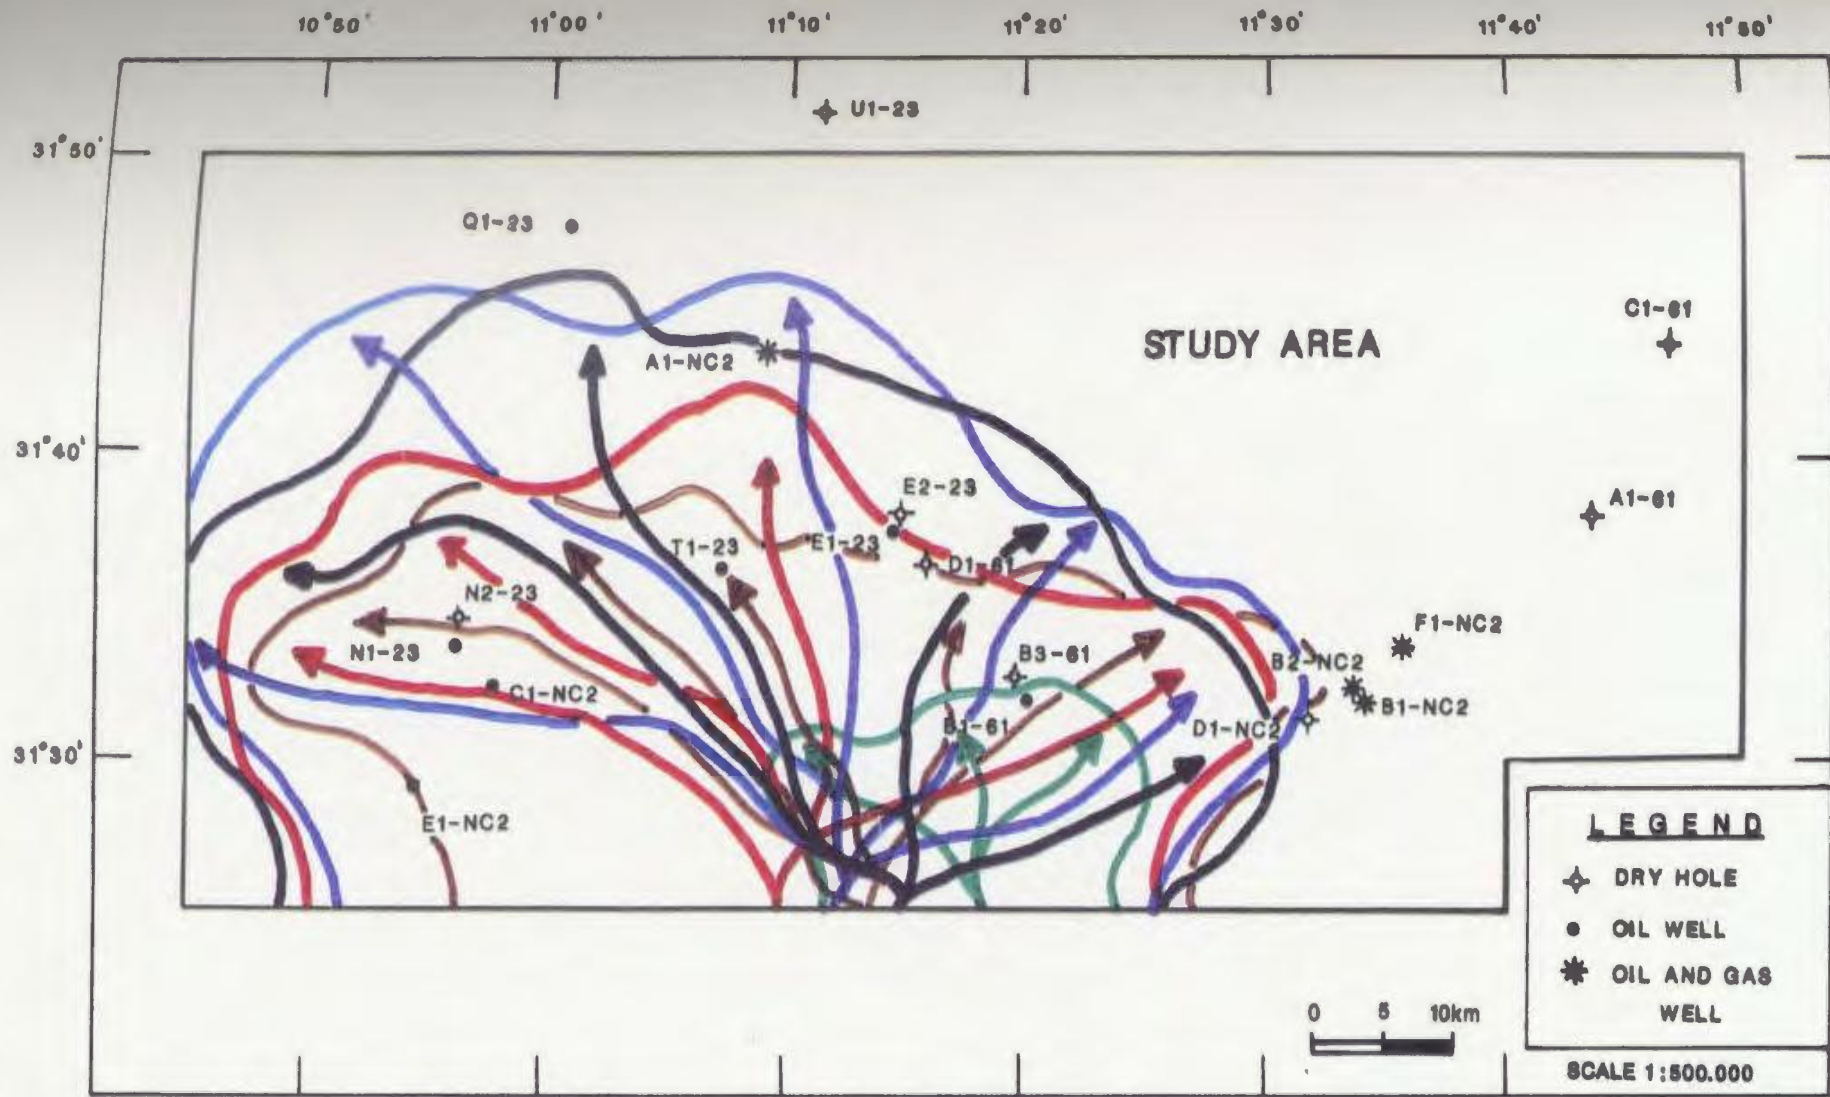 10°50' 11°00' 11°10' 11°20' 11°30' 11°40' 11°50'
U1-23
31°50'
Q1-23
C1-61
STUDY AREA
A1-NC2
31°40'
E2-23
A1-61
T1-23
E1-23
D1-61
N2-23
F1-NC2
N1-23
B3-61
B2-NC2
C1-NC2
B1-NC2
B1-61
D1-NC2
31°30'
E1-NC2
LEGEND
DRY HOLE
OIL WELL
OIL AND GAS
WELL
0 5 10km
SCALE 1:500.000